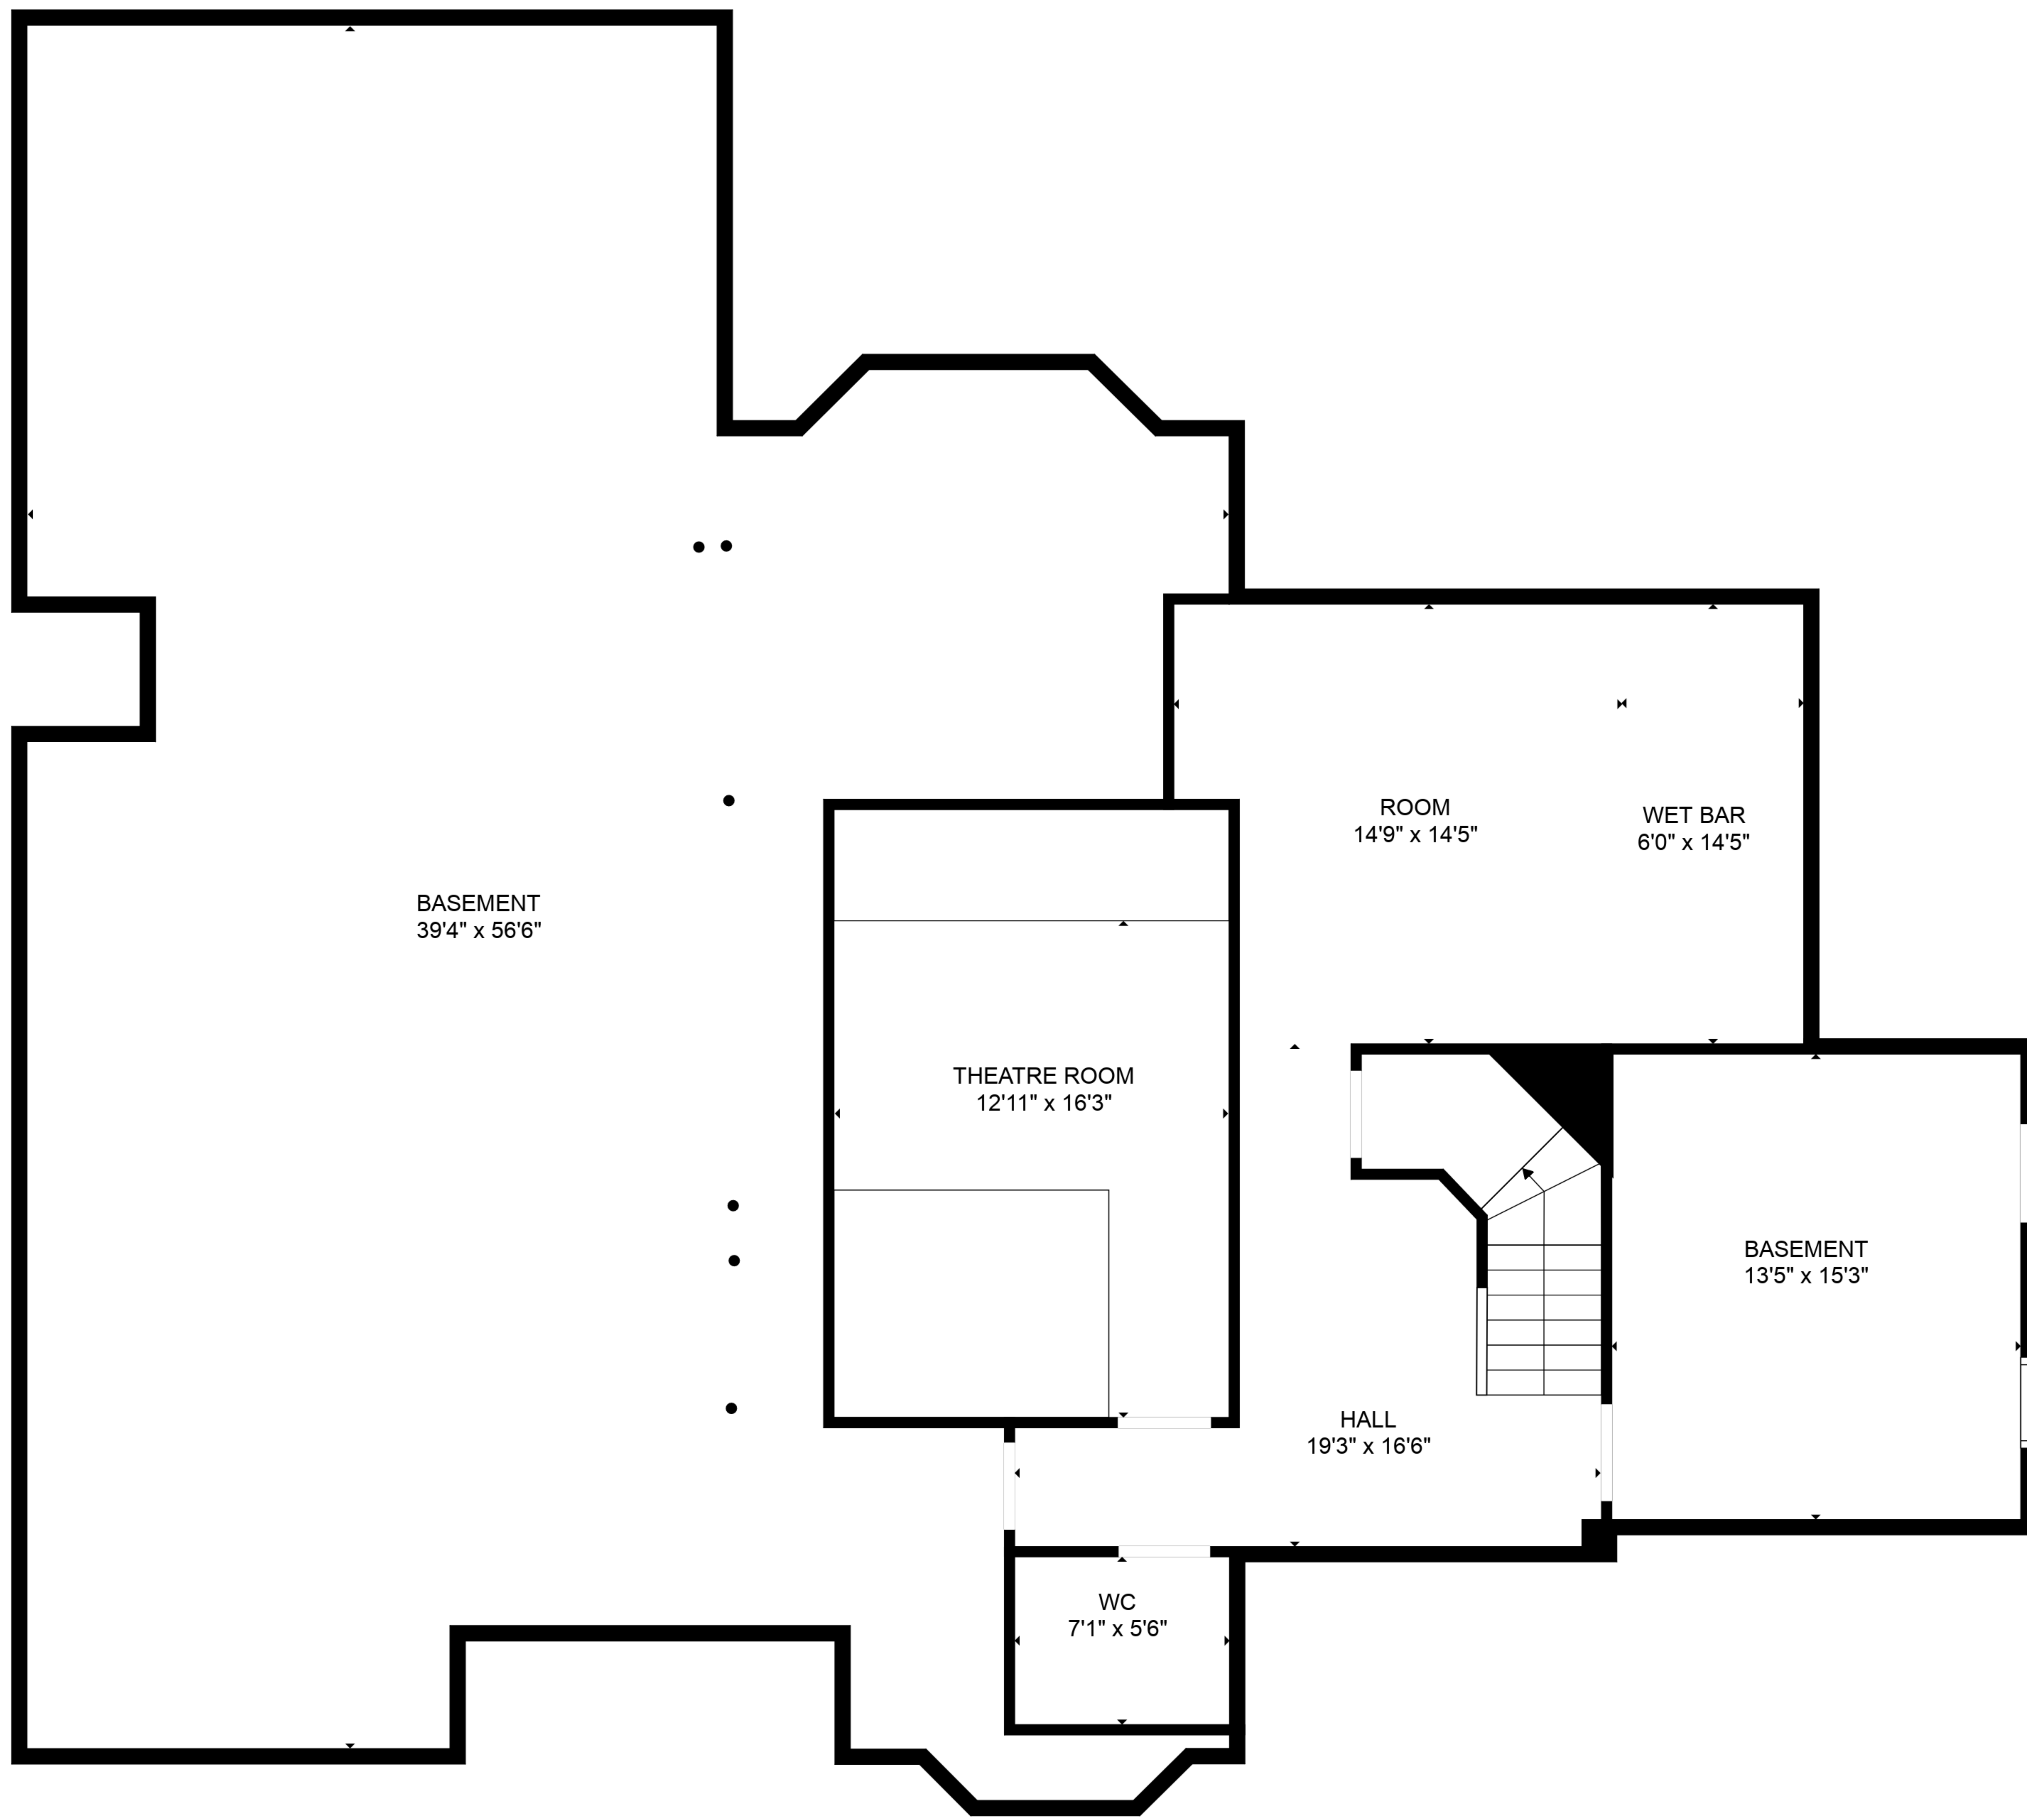 ROOM
14'9" x 14'5"
WET BAR
6'0" x 14'5"
BASEMENT
39'4" x 56'6"
THEATRE ROOM
12'11" x 16'3"
BASEMENT
13'5" x 15'3"
HALL
19'3" x 16'6"
WC
7'1" x 5'6"